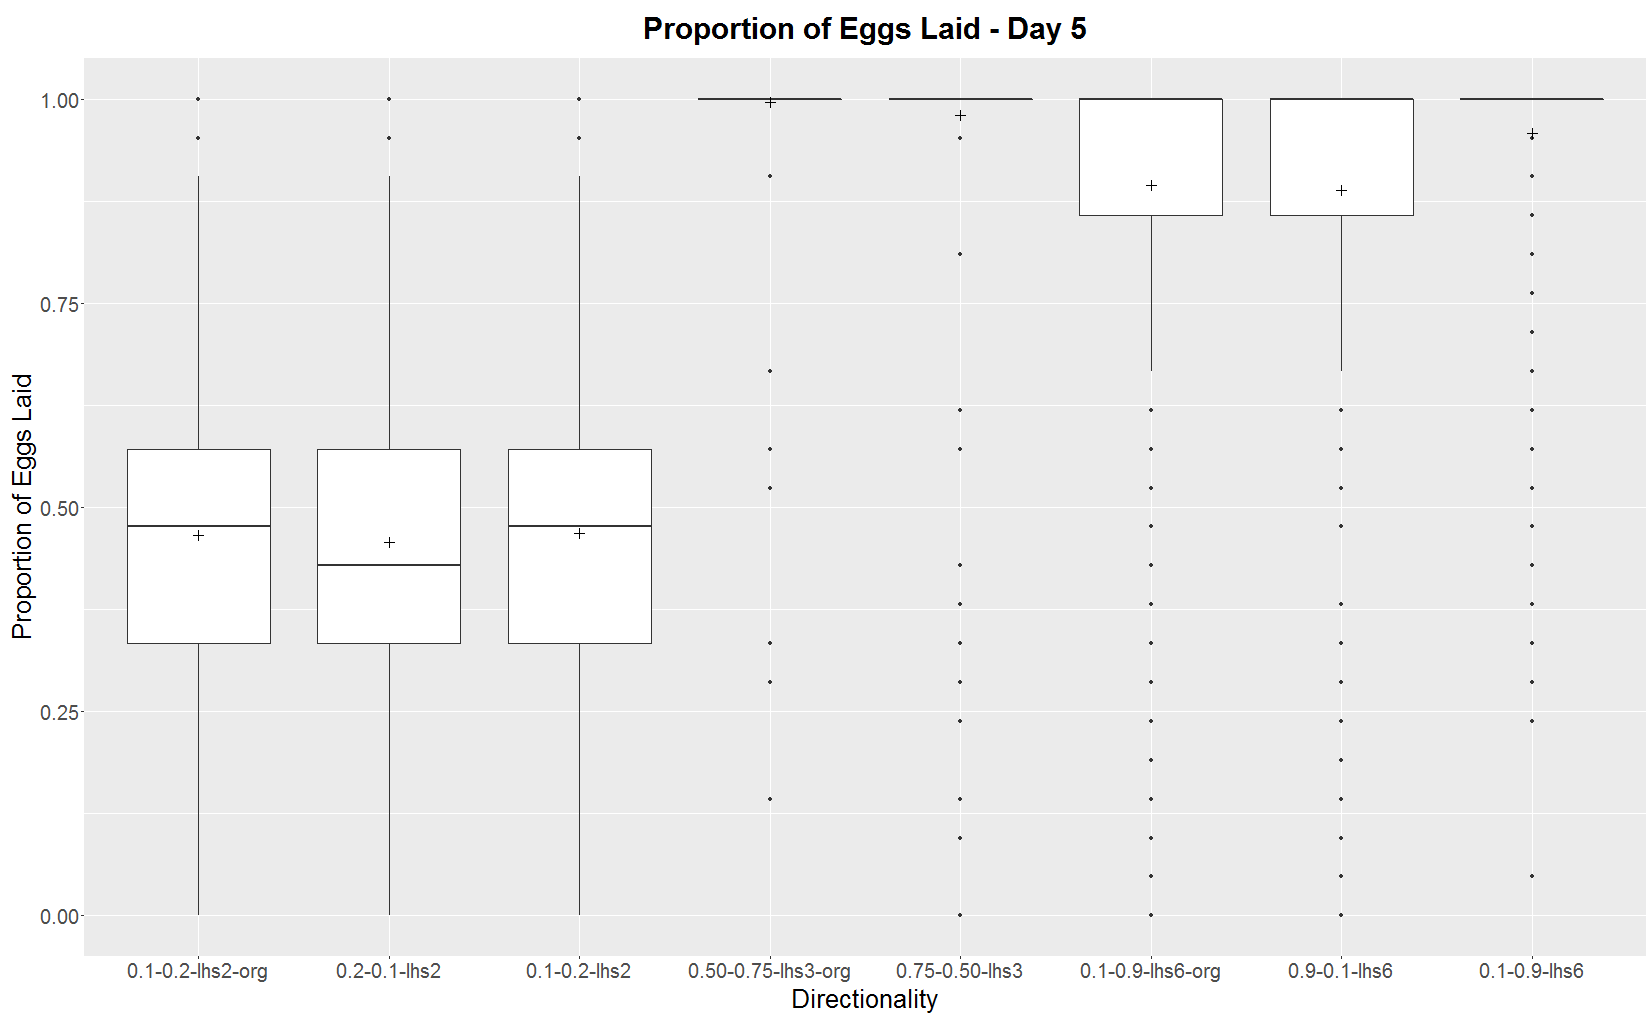 Proportion of Eggs Laid - Day 5
Proportion of Eggs Laid
1.00
0.75
0.50
0.25
0.00
0.1-0.2-lhs2-org 0.2-0.1-lhs2 0.1-0.2-lhs2 0.50-0.75-lhs3-org 0.75-0.50-lhs3 0.1-0.9-lhs6-org 0.9-0.1-lhs6 0.1-0.9-lhs6
Directionality